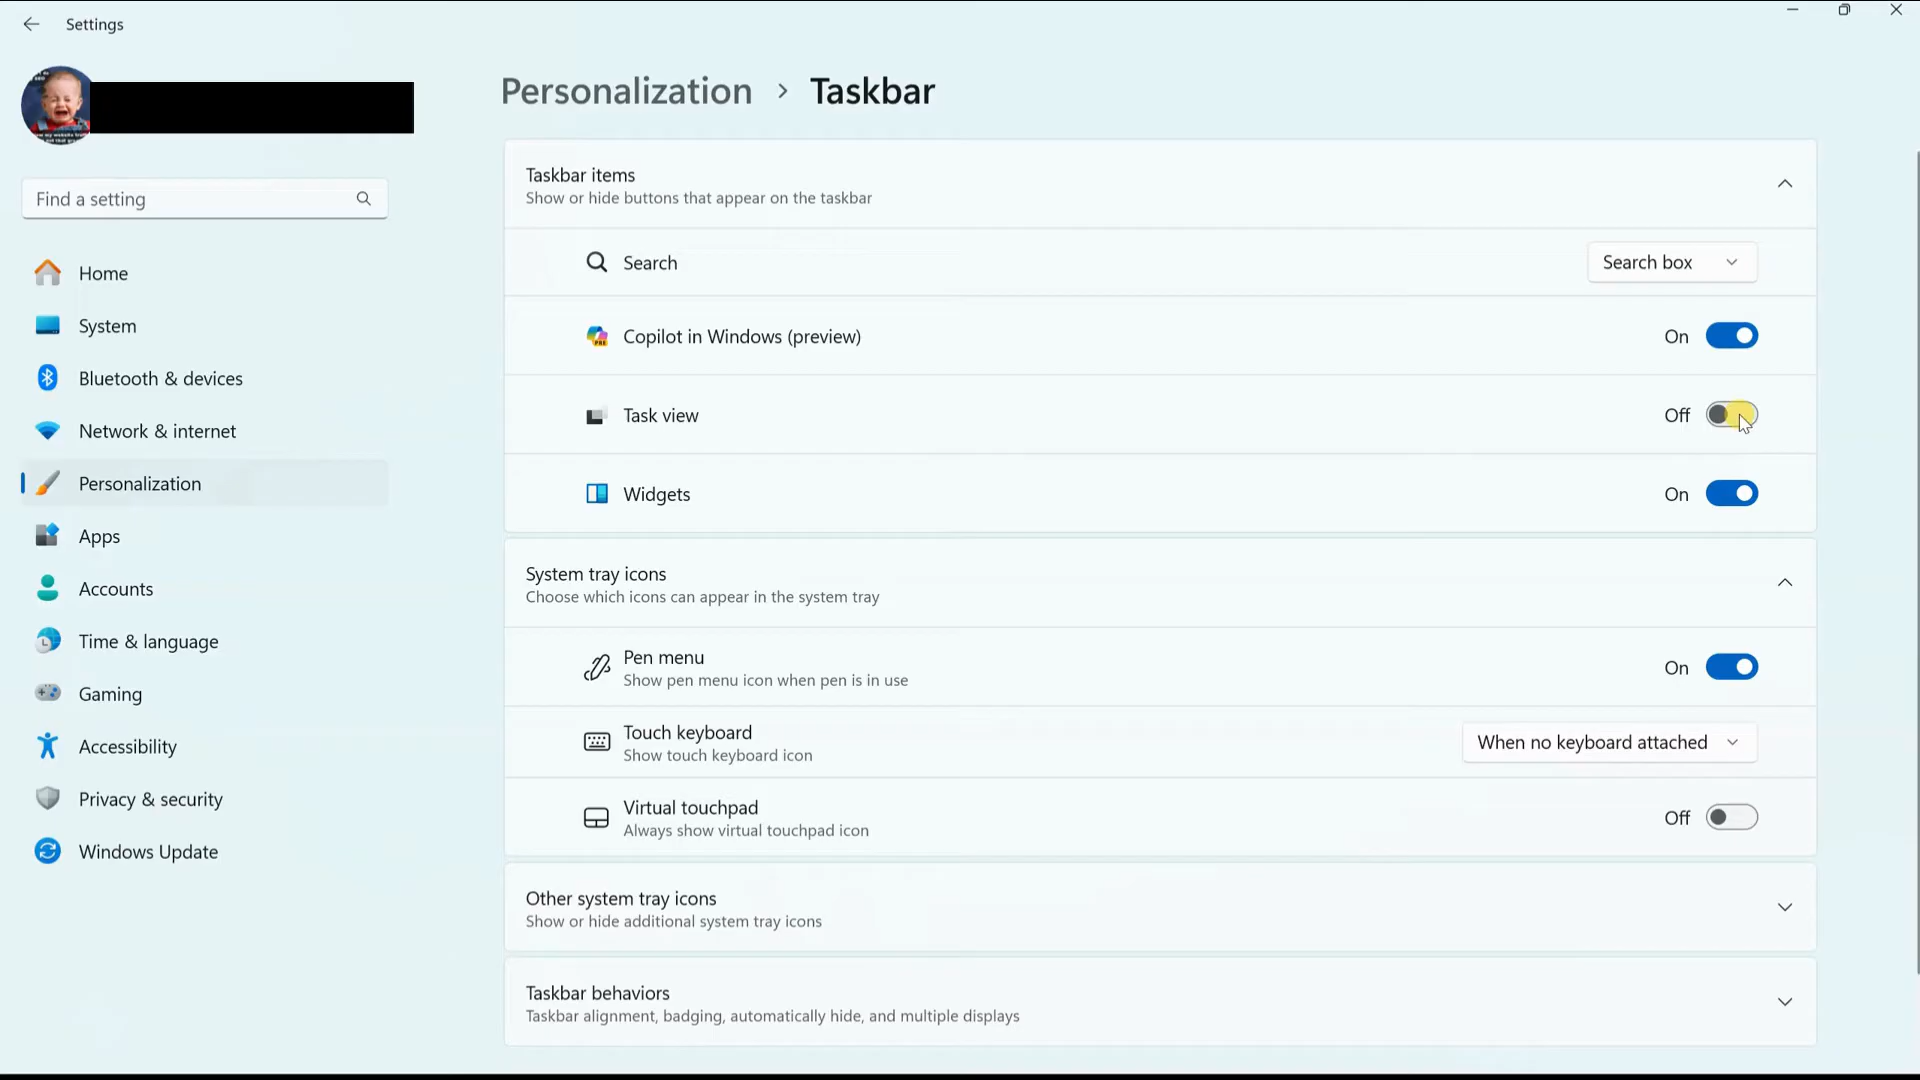 Settings
Personalization > Taskbar
Find a setting
Home
System
Bluetooth & devices
Network & internet
Personalization
Apps
Accounts
Time & language
Gaming
Accessibility
Privacy & security
Windows Update
Taskbar items
Show or hide buttons that appear on the taskbar
Search
Search box
Copilot in Windows (preview)
On
Task view
Off
Widgets
On
System tray icons
Choose which icons can appear in the system tray
Pen menu
Show pen menu icon when pen is in use
On
Touch keyboard
Show touch keyboard icon
When no keyboard attached
Virtual touchpad
Always show virtual touchpad icon
Off
Other system tray icons
Show or hide additional system tray icons
Taskbar behaviors
Taskbar alignment, badging, automatically hide, and multiple displays